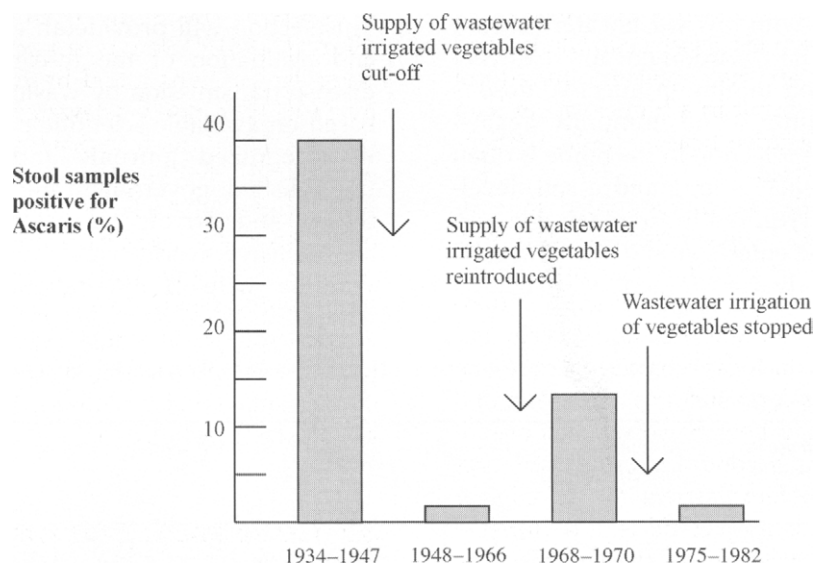 Supply of wastewater
irrigated vegetables
cut-off
40
Stool samples
positive for
Ascaris (%)
30
Supply of wastewater
irrigated vegetables
reintroduced
Wastewater irrigation
of vegetables stopped
20
10
1934–1947 1948–1966 1968–1970 1975–1982